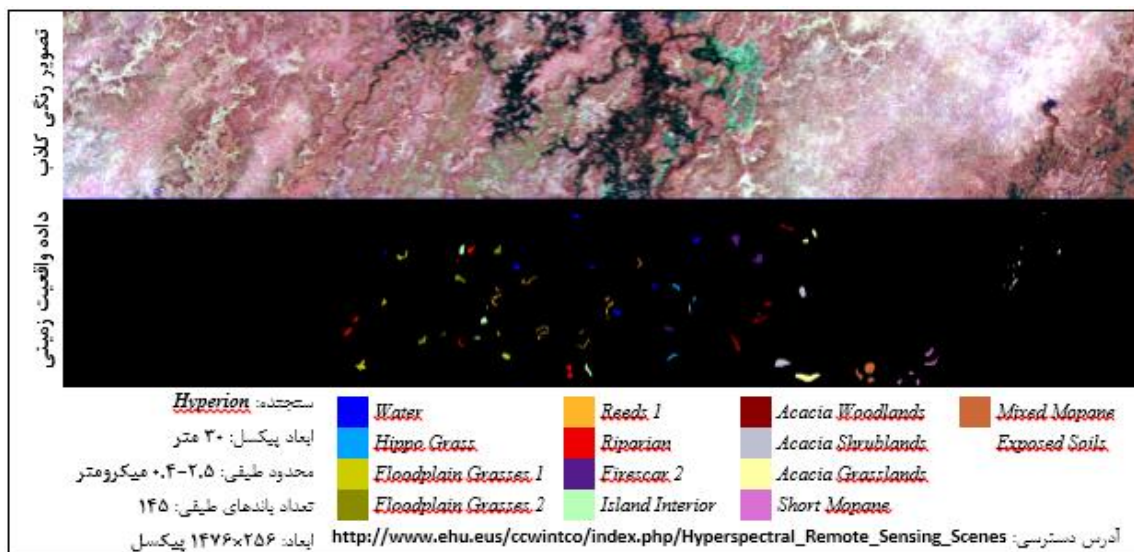 تصویر رنگی کاذب
داده واقعیت زمینی
سنجنده: Hyperion
ابعاد پیکسل: ۳۰ متر
محدود طیفی: ۲,۵-۰,۴ میکرومتر
تعداد باندهای طیفی: ۱۴۵
ابعاد: ۲۵۶×۱۴۷۶ پیکسل
Water
Hippo Grass
Floodplain Grasses 1
Floodplain Grasses 2
Reeds 1
Riparian
Firescar 2
Island Interior
Acacia Woodlands
Acacia Shrublands
Acacia Grasslands
Short Mopane
Mixed Mopane
Exposed Soils
آدرس دسترسی: http://www.ehu.eus/ccwintco/index.php/Hyperspectral_Remote_Sensing_Scenes